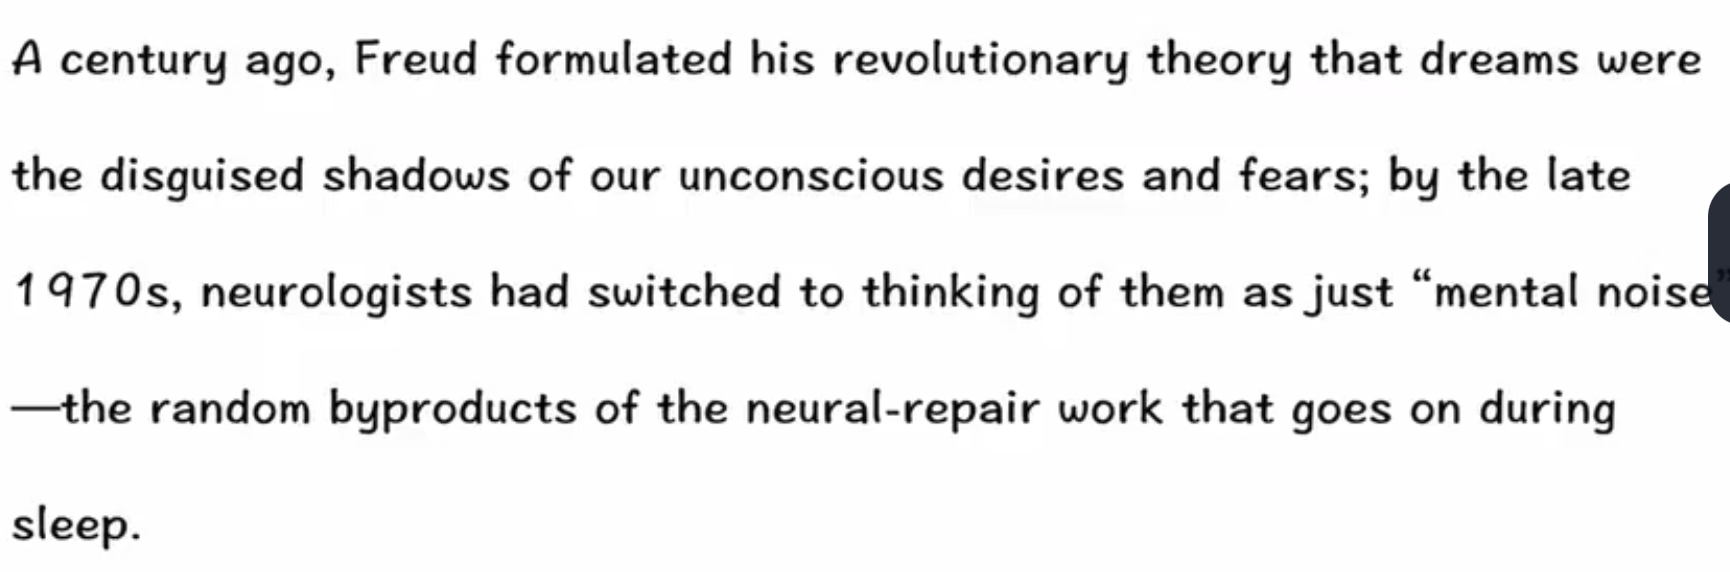 A century ago, Freud formulated his revolutionary theory that dreams were
the disguised shadows of our unconscious desires and fears; by the late
1970s, neurologists had switched to thinking of them as just “mental noise”
—the random byproducts of the neural-repair work that goes on during
sleep.